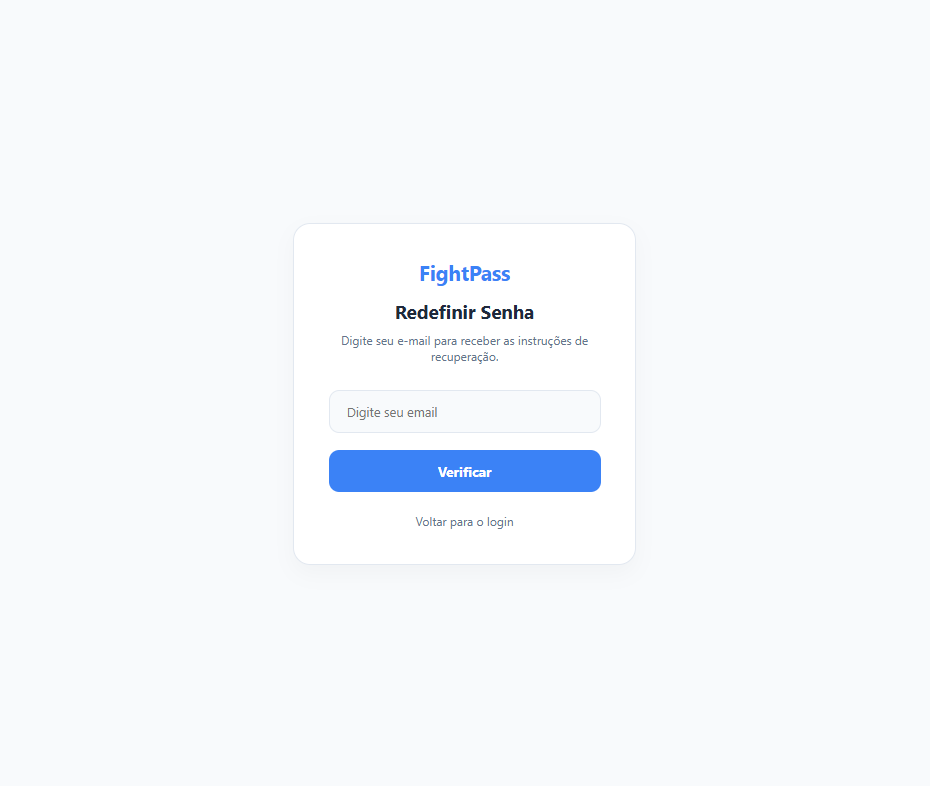 FightPass
Redefinir Senha
Digite seu e-mail para receber as instruções de
recuperação.
Digite seu email
Verificar
Voltar para o login